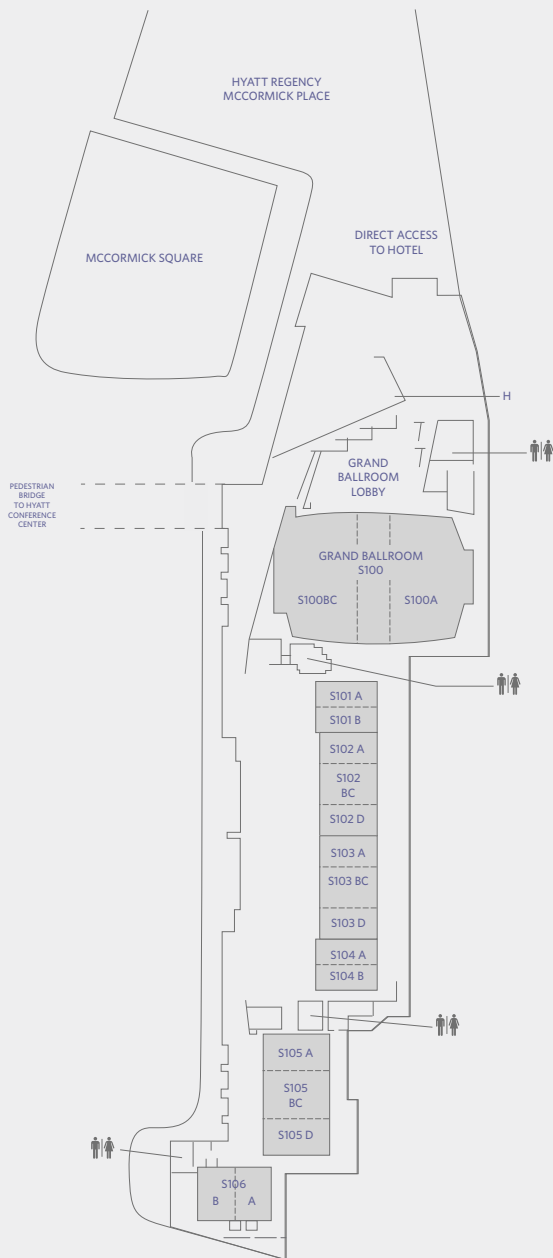 HYATT REGENCY
MCCORMICK PLACE
DIRECT ACCESS
TO HOTEL
MCCORMICK SQUARE
H
GRAND
BALLROOM
LOBBY
PEDESTRIAN
BRIDGE
TO HYATT
CONFERENCE
CENTER
GRAND BALLROOM
S100
S100BC
S100A
S101 A
S101 B
S102 A
S102
BC
S102 D
S103 A
S103 BC
S103 D
S104 A
S104 B
S105 A
S105
BC
S105 D
S106
B A